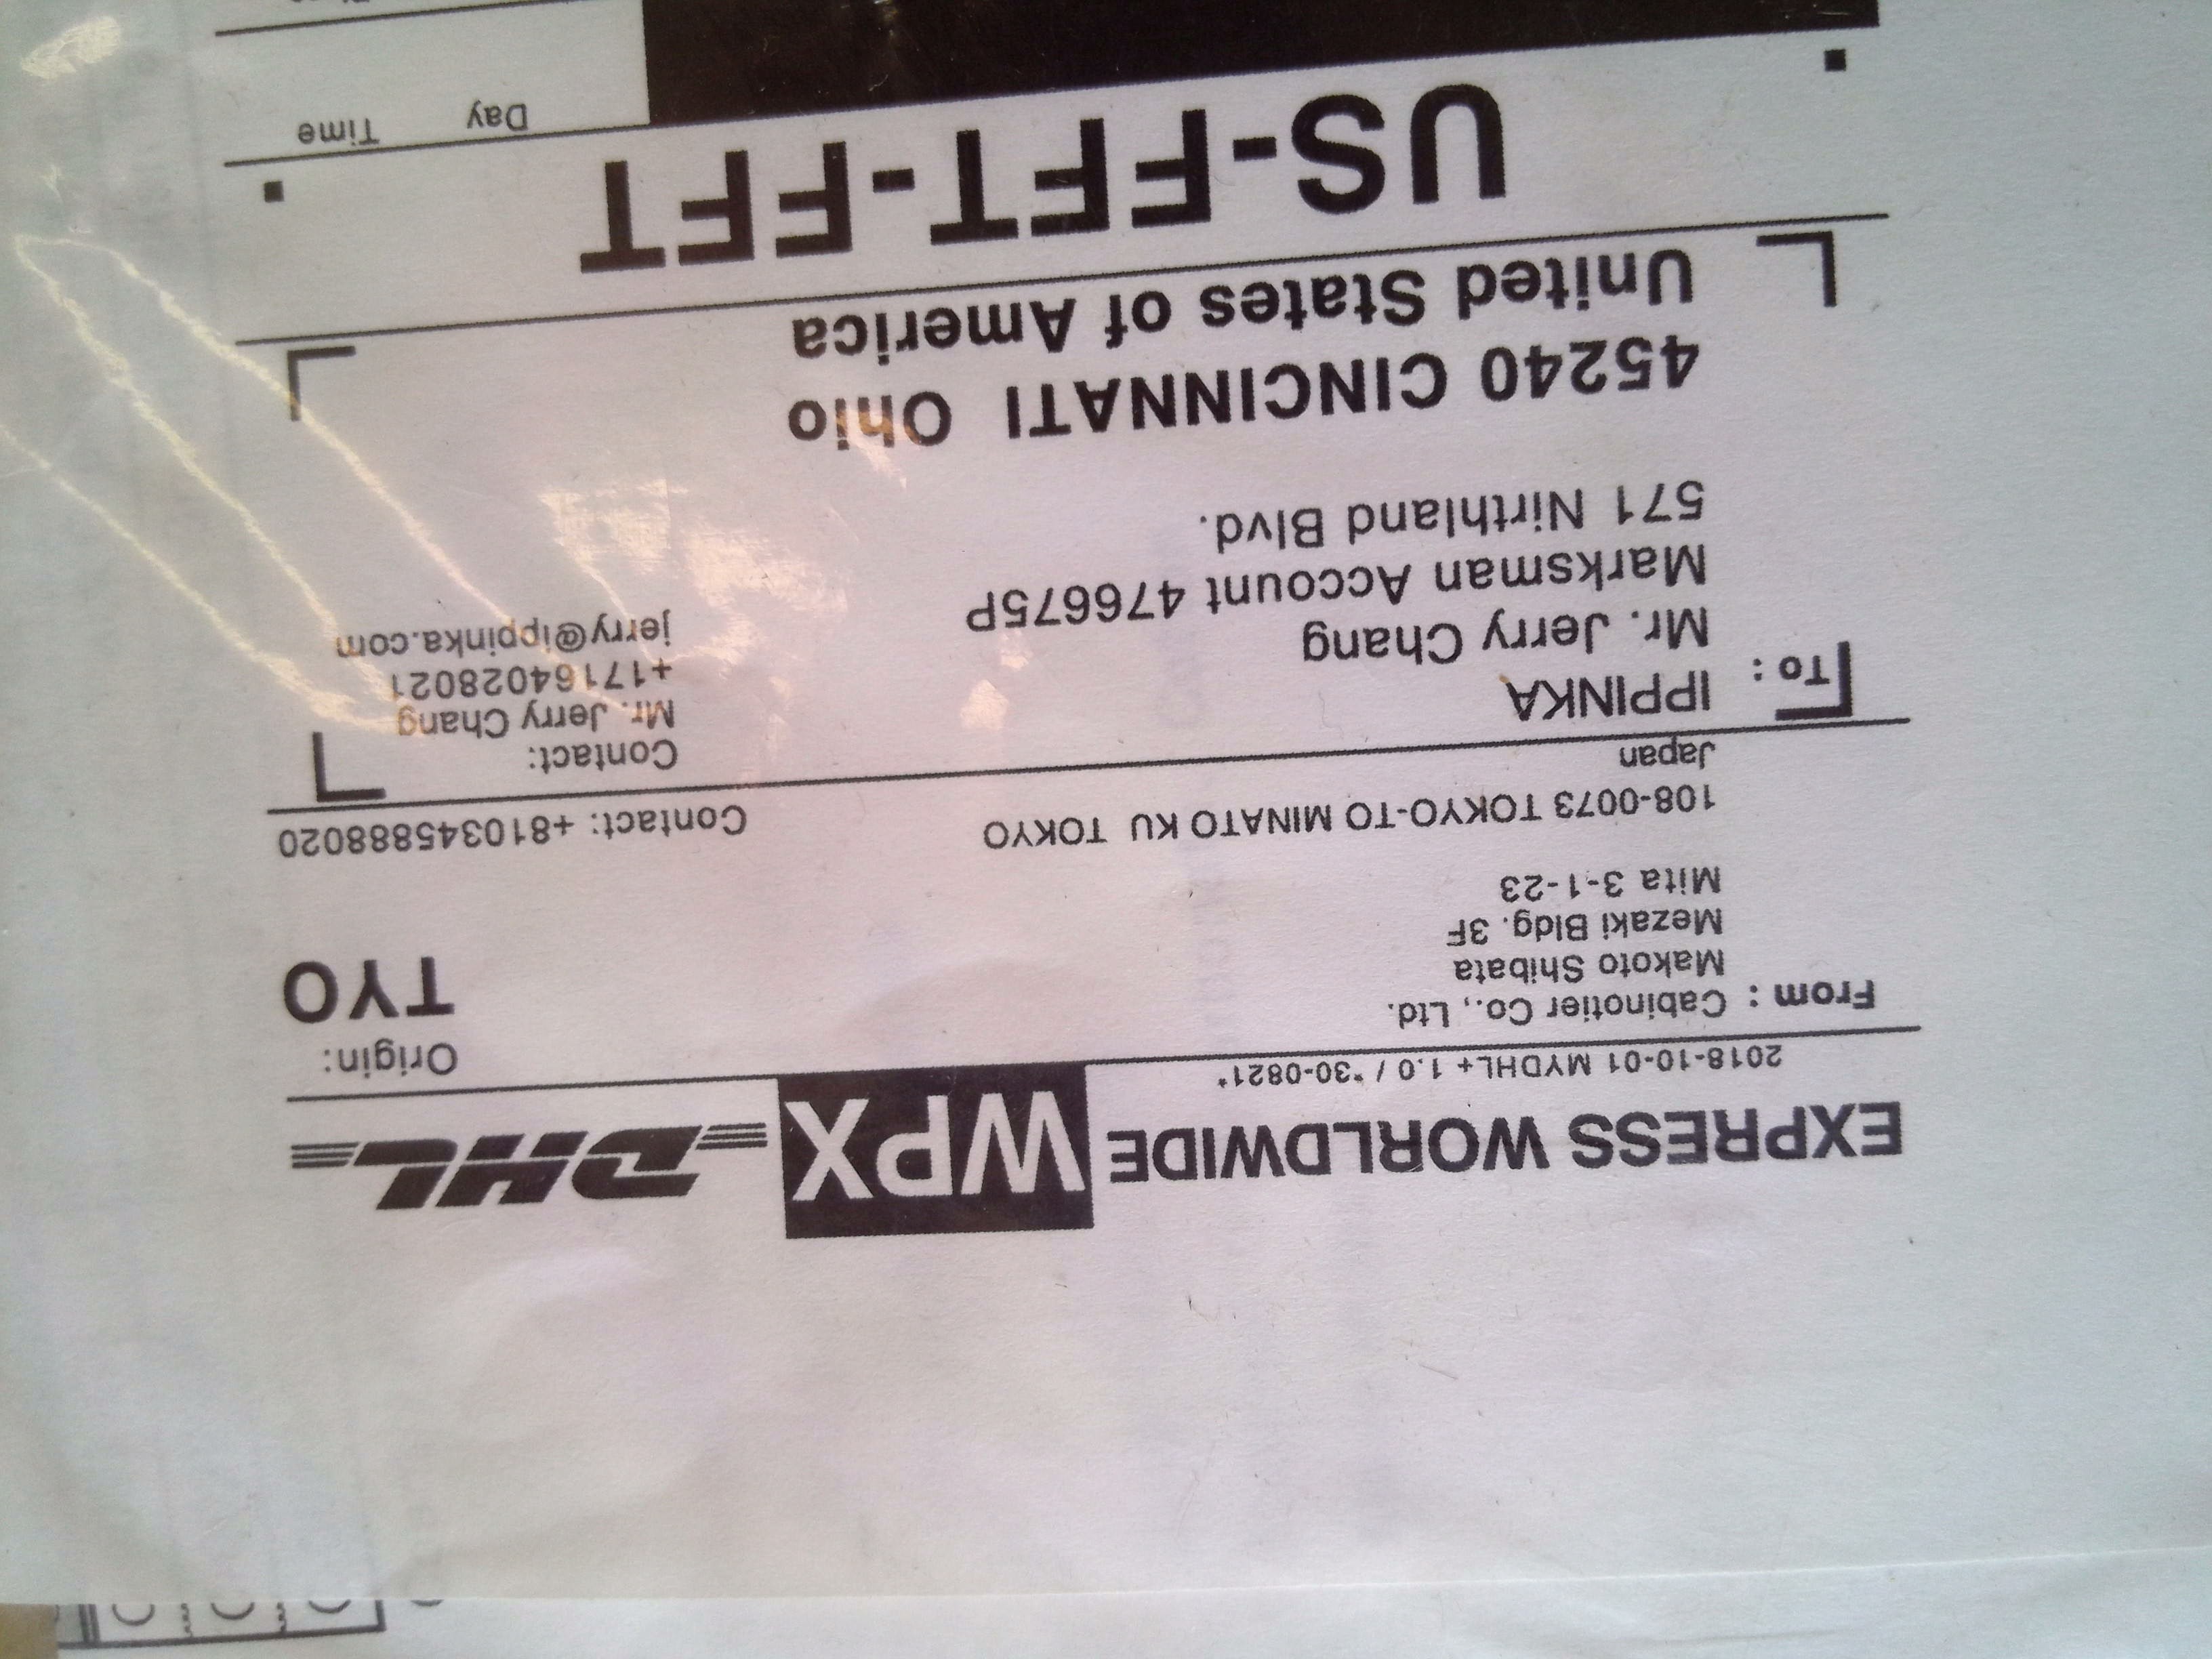 EXPRESS WORLDWIDE WPX DHL
2018-10-01 MYDHL+ 1.0 / *30-0821*
From : Cabinotier Co., Ltd.
Makoto Shibata
Mezaki Bldg. 3F
Mita 3-1-23
108-0073 TOKYO-TO MINATO KU TOKYO
Japan
Origin:
TYO
Contact: +810345888020
To : IPPINKA
Mr. Jerry Chang
Marksman Account 476675P
571 Nirthland Blvd.
45240 CINCINNATI Ohio
United States of America
Contact:
Mr. Jerry Chang
+17164028021
jerry@ippinka.com
US-FFT-FFT
Day Time